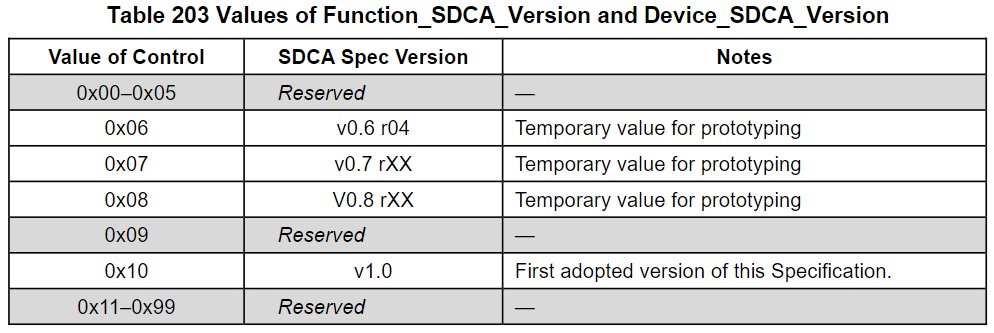 Table 203 Values of Function_SDCA_Version and Device_SDCA_Version
Value of Control SDCA Spec Version Notes
0x00–0x05 Reserved —
0x06 v0.6 r04 Temporary value for prototyping
0x07 v0.7 rXX Temporary value for prototyping
0x08 V0.8 rXX Temporary value for prototyping
0x09 Reserved —
0x10 v1.0 First adopted version of this Specification.
0x11–0x99 Reserved —